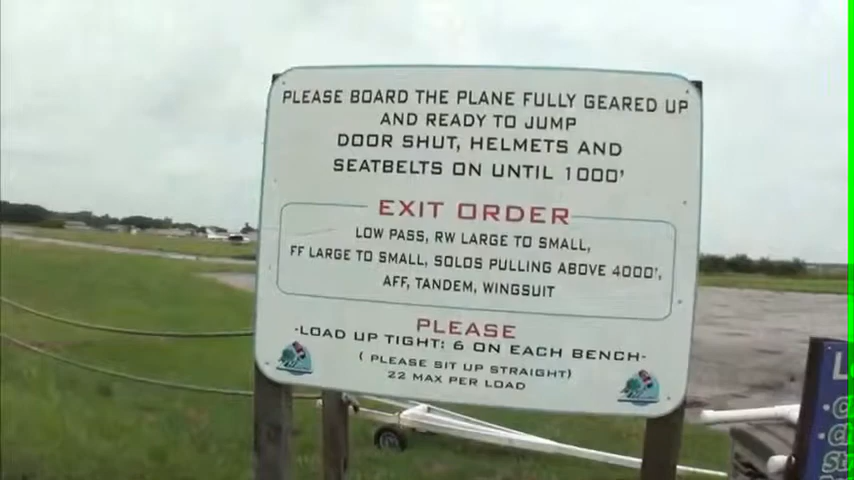 PLEASE BOARD THE PLANE FULLY GEARED UP
AND READY TO JUMP
DOOR SHUT, HELMETS AND
SEATBELTS ON UNTIL 1000'
EXIT ORDER
LOW PASS, RW LARGE TO SMALL,
FF LARGE TO SMALL, SOLOS PULLING ABOVE 4000',
AFF, TANDEM, WINGSUIT
PLEASE
-LOAD UP TIGHT: 6 ON EACH BENCH-
(PLEASE SIT UP STRAIGHT)
22 MAX PER LOAD